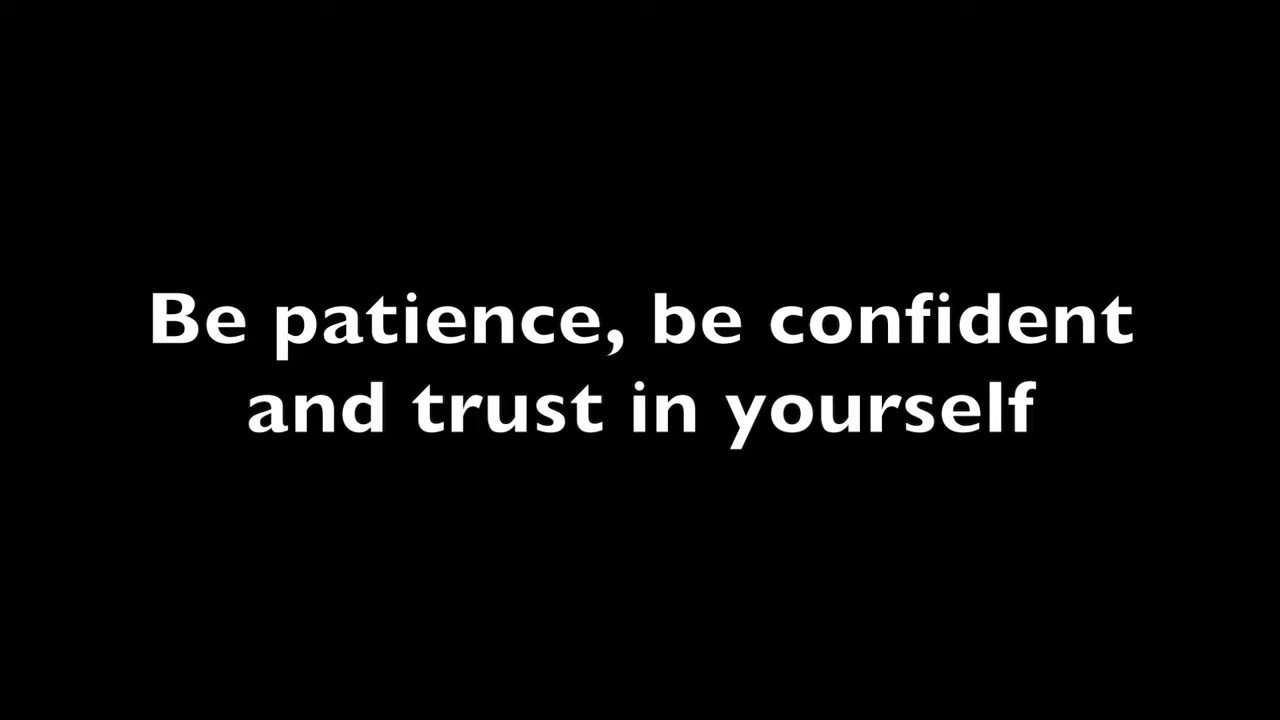 Be patience, be confident
and trust in yourself